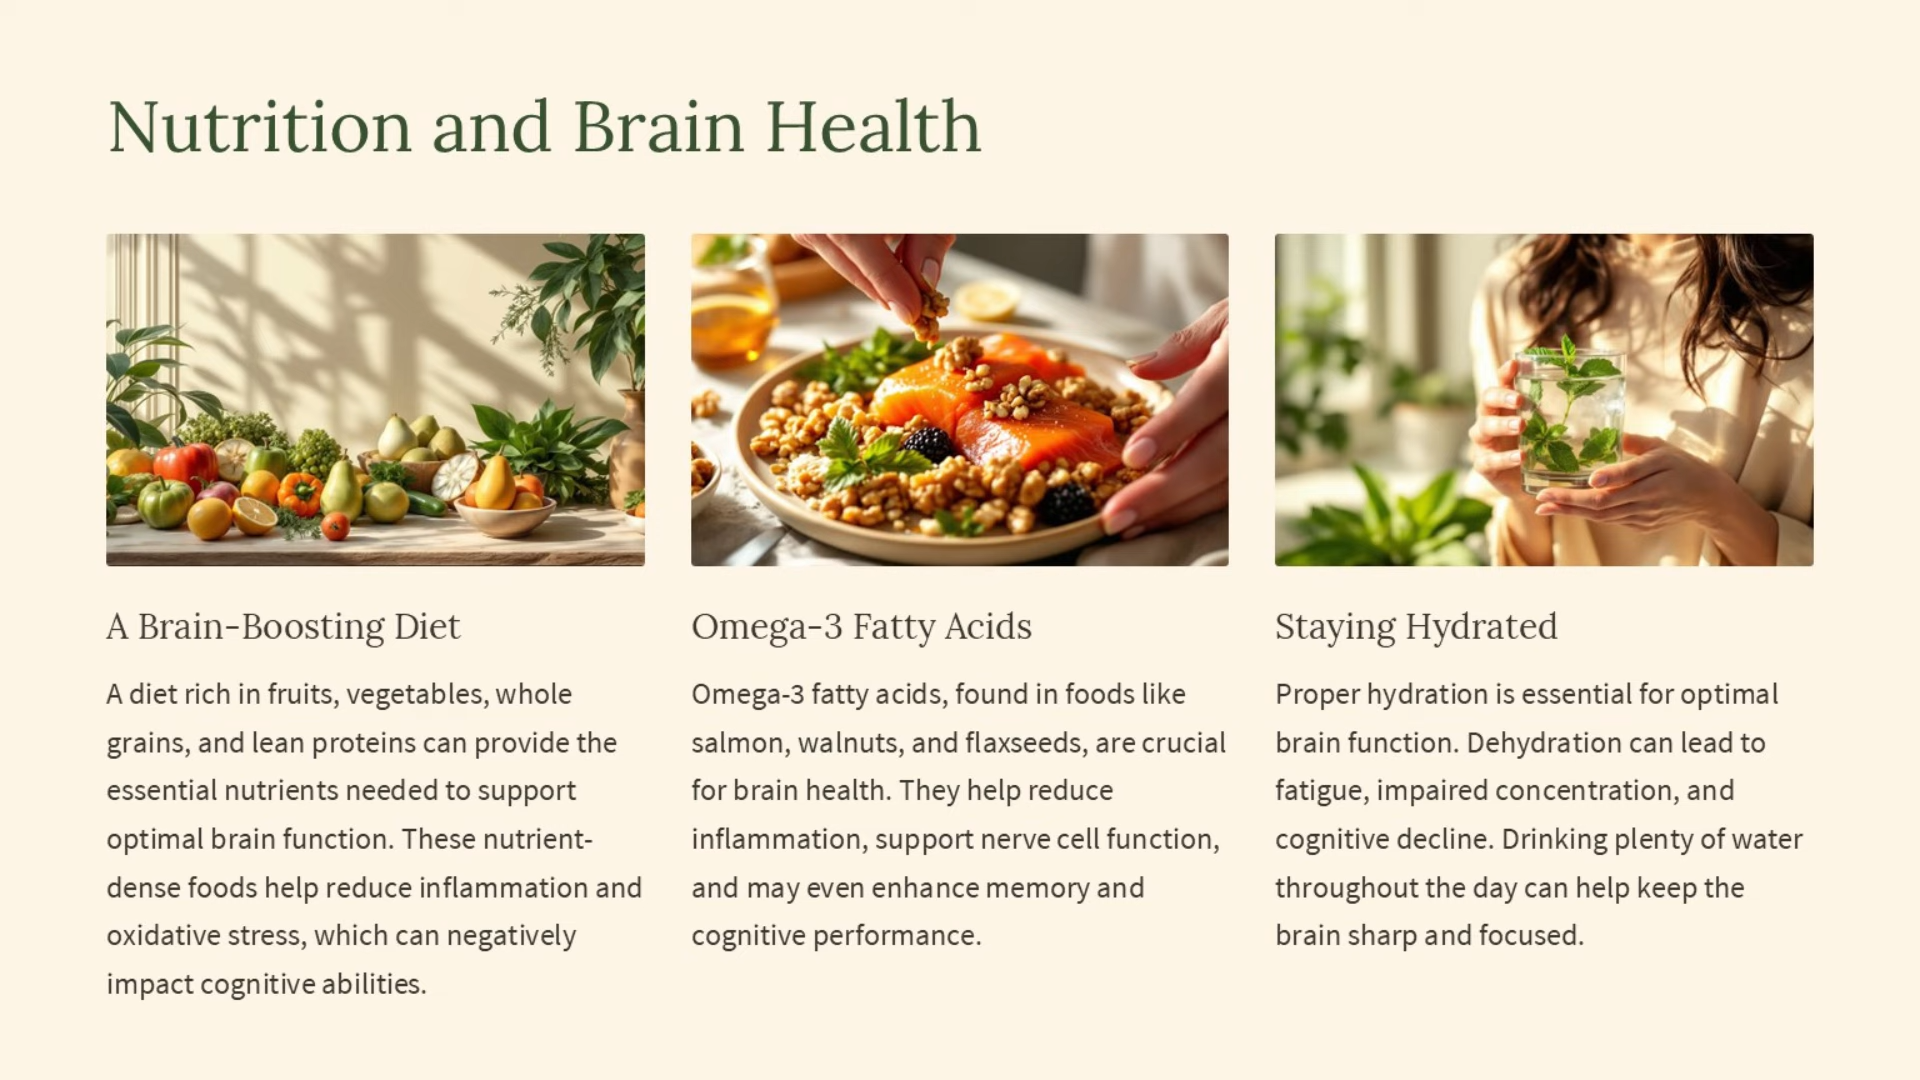 Nutrition and Brain Health
A Brain-Boosting Diet
A diet rich in fruits, vegetables, whole
grains, and lean proteins can provide the
essential nutrients needed to support
optimal brain function. These nutrient-
dense foods help reduce inflammation and
oxidative stress, which can negatively
impact cognitive abilities.
Omega-3 Fatty Acids
Omega-3 fatty acids, found in foods like
salmon, walnuts, and flaxseeds, are crucial
for brain health. They help reduce
inflammation, support nerve cell function,
and may even enhance memory and
cognitive performance.
Staying Hydrated
Proper hydration is essential for optimal
brain function. Dehydration can lead to
fatigue, impaired concentration, and
cognitive decline. Drinking plenty of water
throughout the day can help keep the
brain sharp and focused.